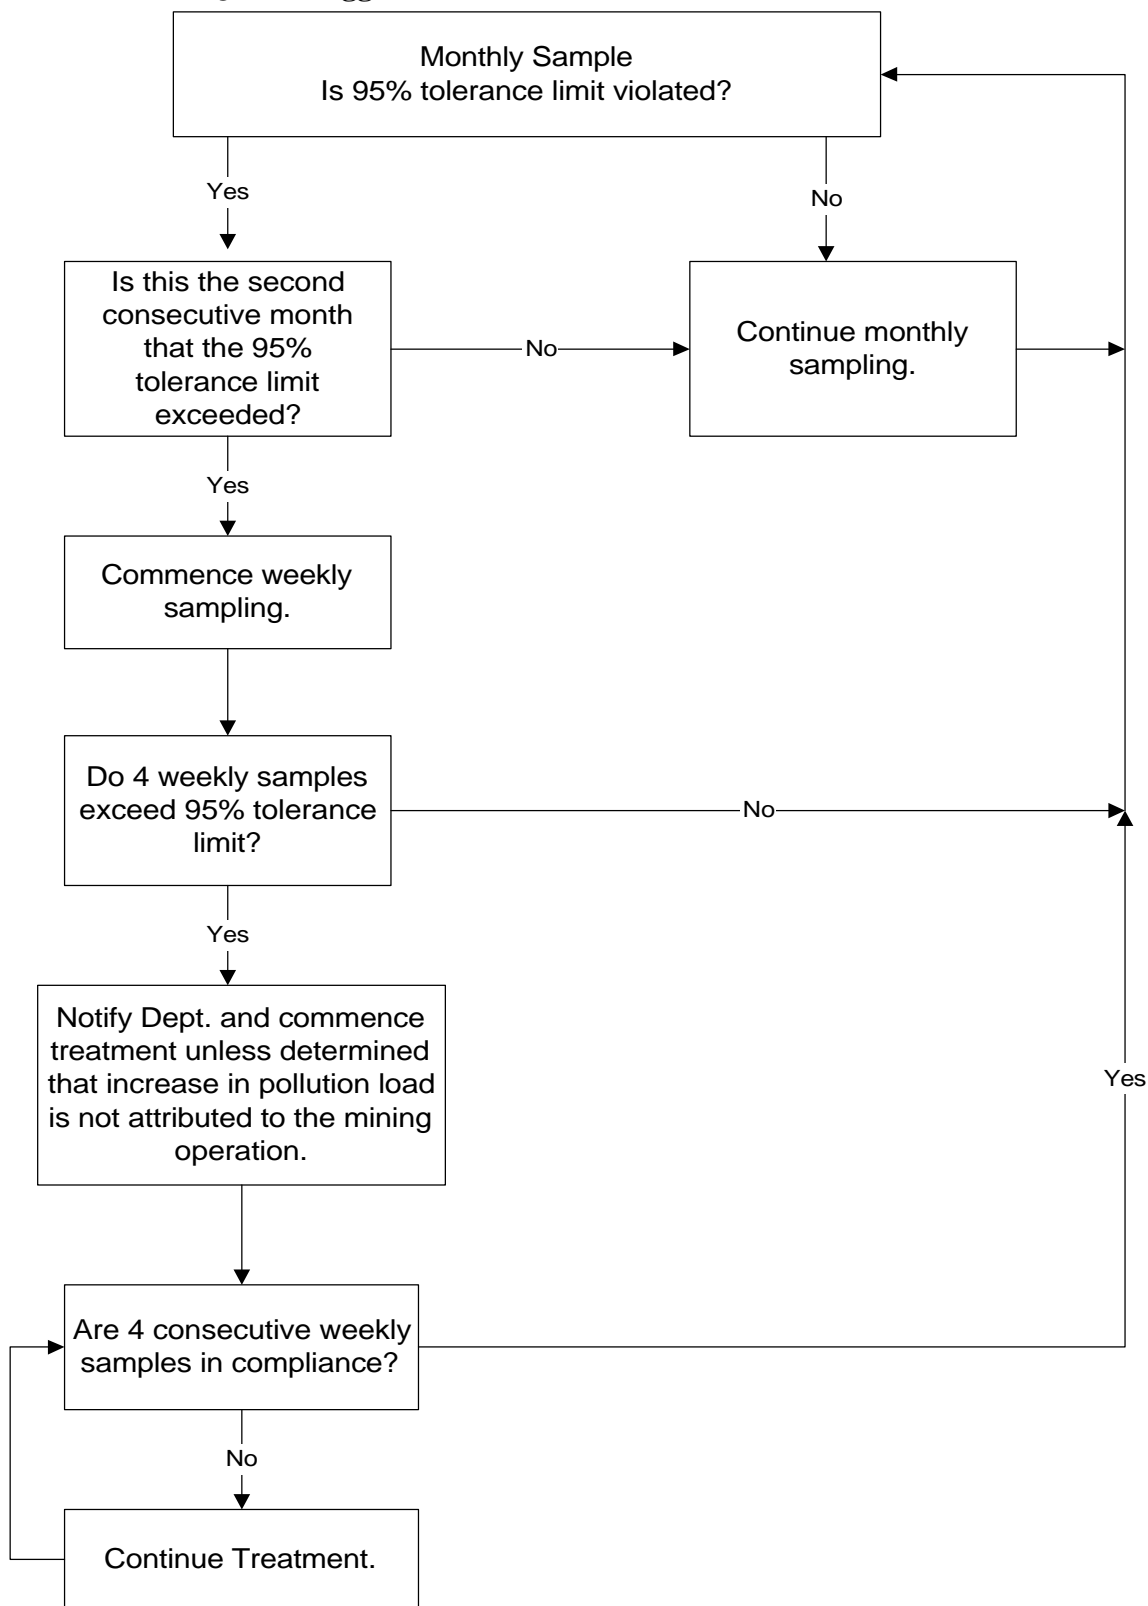 Monthly Sample
Is 95% tolerance limit violated?
Yes
No
Is this the second
consecutive month
that the 95%
tolerance limit
exceeded?
No
Continue monthly
sampling.
Yes
Commence weekly
sampling.
Do 4 weekly samples
exceed 95% tolerance
limit?
No
Yes
Notify Dept. and commence
treatment unless determined
that increase in pollution load
is not attributed to the mining
operation.
Yes
Are 4 consecutive weekly
samples in compliance?
No
Continue Treatment.